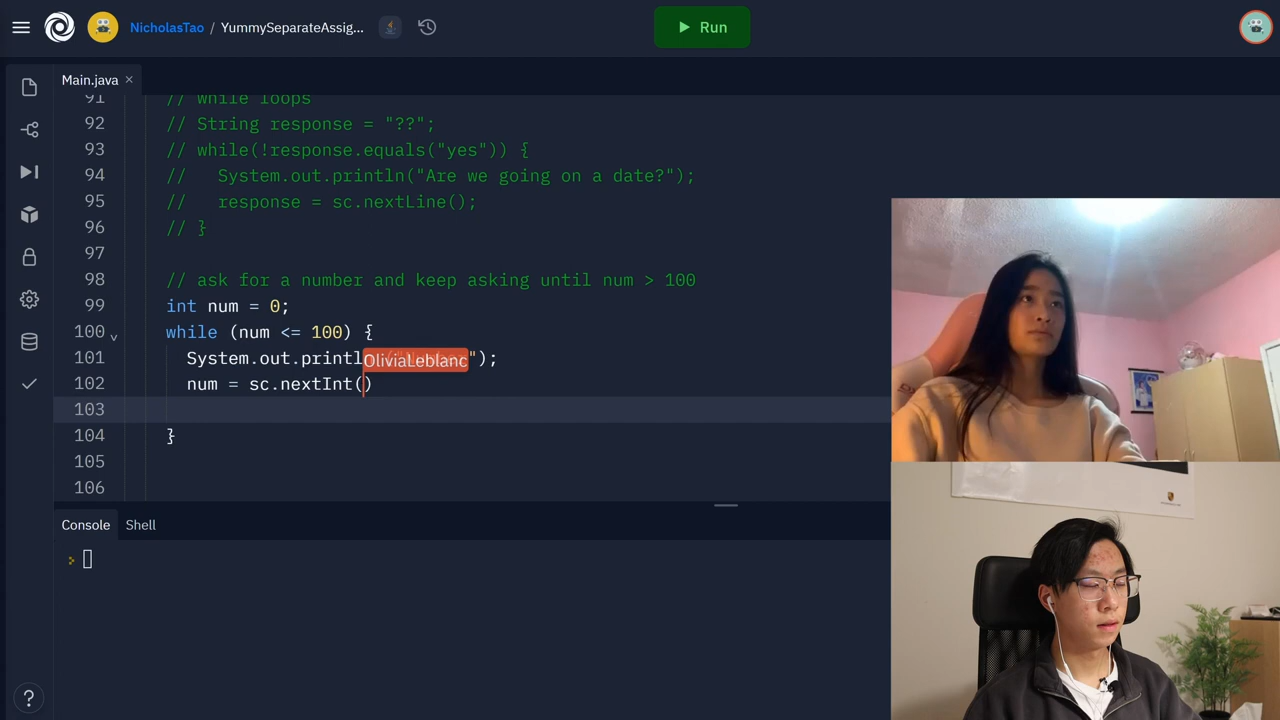 NicholasTao / YummySeparateAssig...
Run
Main.java ×
91 // while loops
92 // String response = "??";
93 // while(!response.equals("yes")) {
94 //   System.out.println("Are we going on a date?");
95 //   response = sc.nextLine();
96 // }
97
98 // ask for a number and keep asking until num > 100
99 int num = 0;
100 while (num <= 100) {
101 System.out.printl OliviaLeblanc ");
102 num = sc.nextInt()
103
104 }
105
106
Console Shell
?